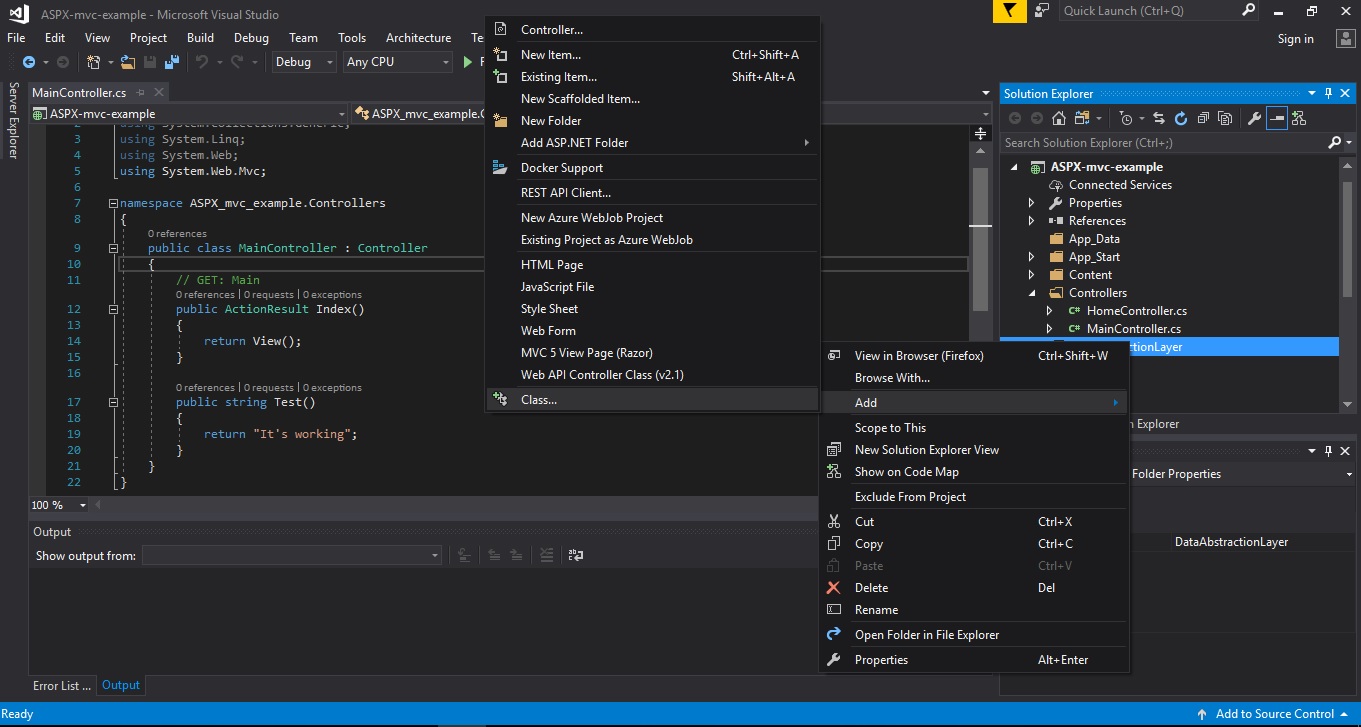 ASPX-mvc-example - Microsoft Visual Studio
Quick Launch (Ctrl+Q)
File Edit View Project Build Debug Team Tools Architecture Te
Sign in
Debug Any CPU
Server Explorer
MainController.cs
ASPX-mvc-example
ASPX_mvc_example.C
3 using System.Linq;
4 using System.Web;
5 using System.Web.Mvc;
6
7 namespace ASPX_mvc_example.Controllers
8 {
0 references
9 public class MainController : Controller
10 {
11 // GET: Main
0 references | 0 requests | 0 exceptions
12 public ActionResult Index()
13 {
14 return View();
15 }
16
0 references | 0 requests | 0 exceptions
17 public string Test()
18 {
19 return "It's working";
20 }
21 }
22 }
100 %
Output
Show output from:
Error List ... Output
Ready
Add to Source Control
Controller...
New Item... Ctrl+Shift+A
Existing Item... Shift+Alt+A
New Scaffolded Item...
New Folder
Add ASP.NET Folder
Docker Support
REST API Client...
New Azure WebJob Project
Existing Project as Azure WebJob
HTML Page
JavaScript File
Style Sheet
Web Form
MVC 5 View Page (Razor)
Web API Controller Class (v2.1)
Class...
View in Browser (Firefox) Ctrl+Shift+W
Browse With...
Add
Scope to This
New Solution Explorer View
Show on Code Map
Exclude From Project
Cut Ctrl+X
Copy Ctrl+C
Paste Ctrl+V
Delete Del
Rename
Open Folder in File Explorer
Properties Alt+Enter
Solution Explorer
Search Solution Explorer (Ctrl+;)
ASPX-mvc-example
Connected Services
Properties
References
App_Data
App_Start
Content
Controllers
HomeController.cs
MainController.cs
ctionLayer
n Explorer
Folder Properties
DataAbstractionLayer